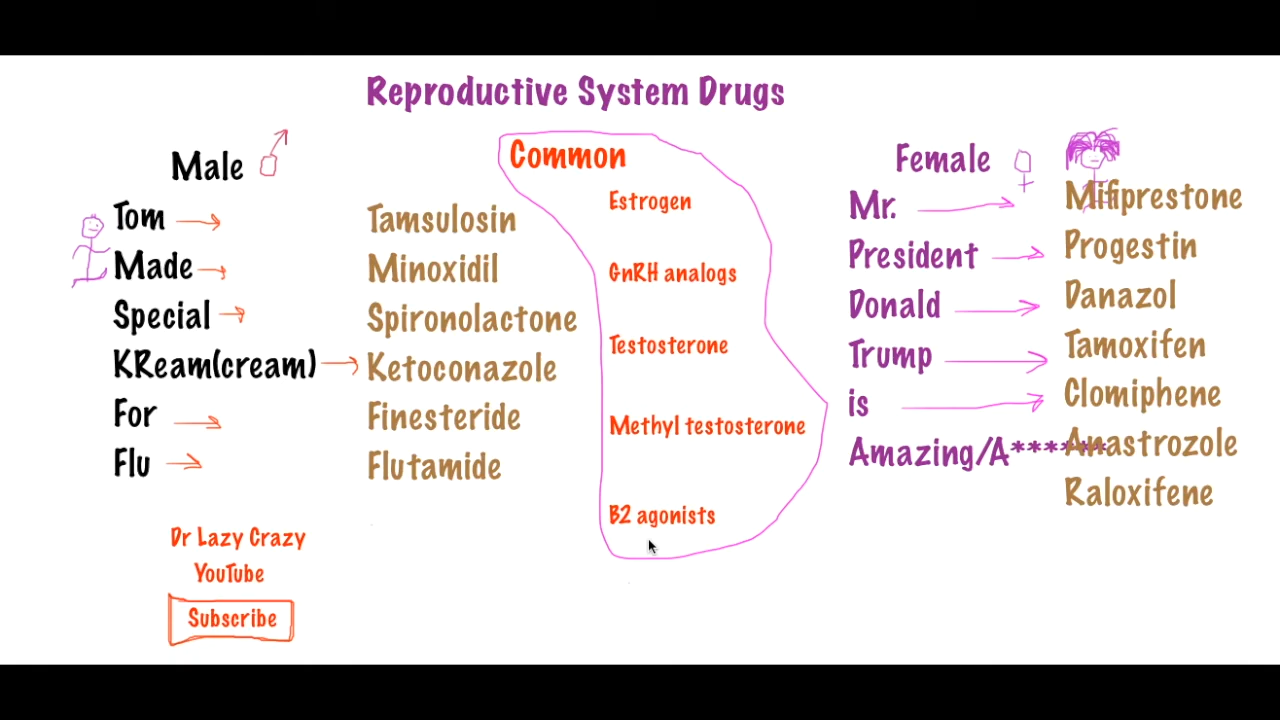 Reproductive System Drugs
Male
Tom
Made
Special
KReam(cream)
For
Flu
Tamsulosin
Minoxidil
Spironolactone
Ketoconazole
Finesteride
Flutamide
Common
Estrogen
GnRH analogs
Testosterone
Methyl testosterone
B2 agonists
Female
Mr.
President
Donald
Trump
is
Amazing/A******
Mifiprestone
Progestin
Danazol
Tamoxifen
Clomiphene
Anastrozole
Raloxifene
Dr Lazy Crazy
YouTube
Subscribe